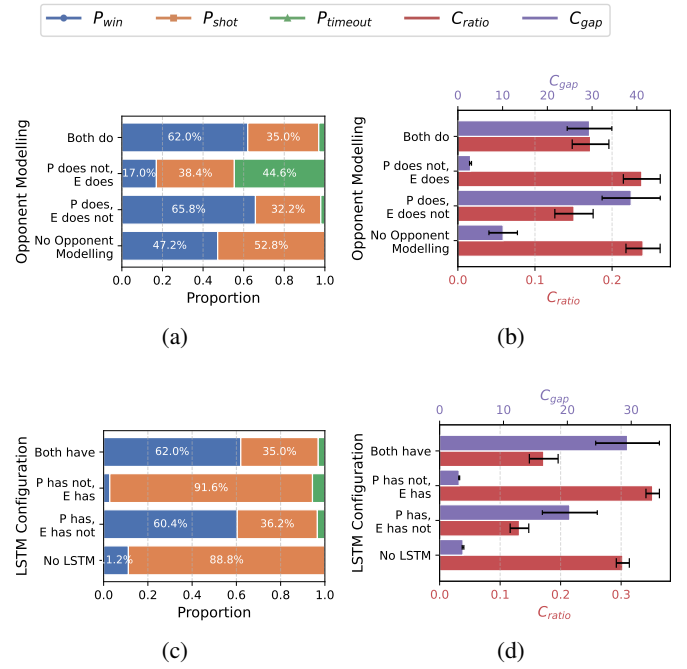 P_win P_shot P_timeout C_ratio C_gap
Opponent Modelling
Both do
P does not,
E does
P does,
E does not
No Opponent
Modelling
62.0% 35.0%
17.0% 38.4% 44.6%
65.8% 32.2%
47.2% 52.8%
0.0 0.2 0.4 0.6 0.8 1.0
Proportion
(a)
C_gap
0 10 20 30 40
Opponent Modelling
Both do
P does not,
E does
P does,
E does not
No Opponent
Modelling
0.0 0.1 0.2
C_ratio
(b)
LSTM Configuration
Both have
P has not,
E has
P has,
E has not
No LSTM
62.0% 35.0%
91.6%
60.4% 36.2%
1.2% 88.8%
0.0 0.2 0.4 0.6 0.8 1.0
Proportion
(c)
C_gap
0 10 20 30
LSTM Configuration
Both have
P has not,
E has
P has,
E has not
No LSTM
0.0 0.1 0.2 0.3
C_ratio
(d)